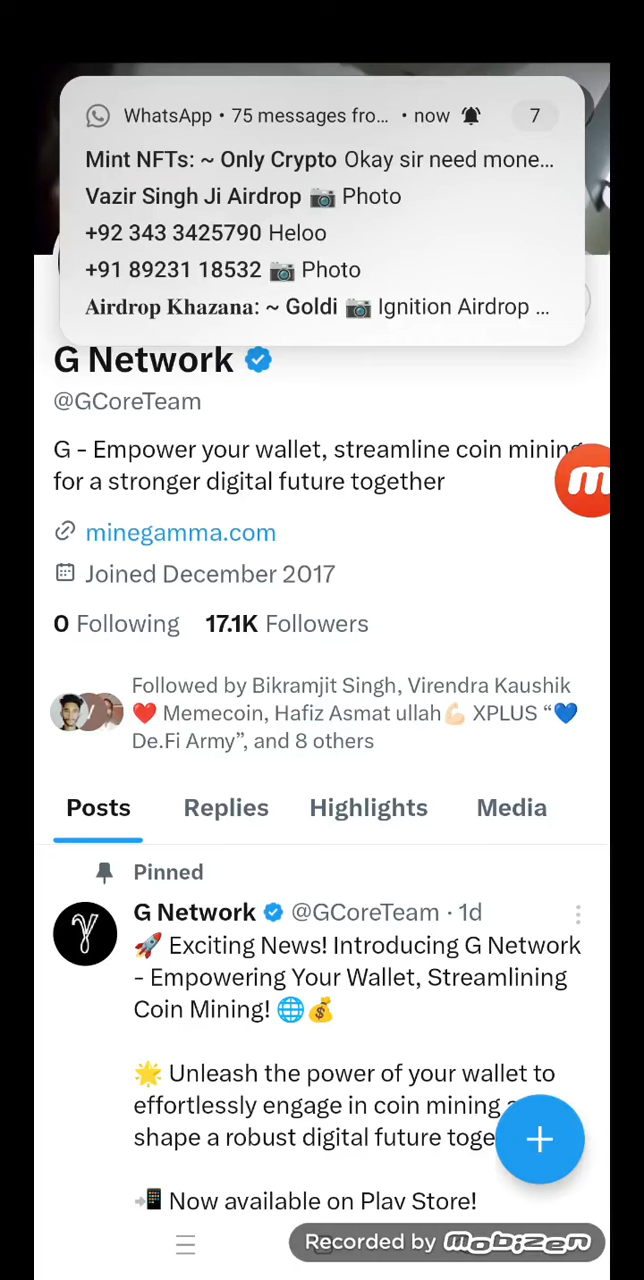 WhatsApp • 75 messages fro... • now 7
Mint NFTs: ~ Only Crypto Okay sir need mone...
Vazir Singh Ji Airdrop 📷 Photo
+92 343 3425790 Heloo
+91 89231 18532 📷 Photo
𝐀𝐢𝐫𝐝𝐫𝐨𝐩 𝐊𝐡𝐚𝐳𝐚𝐧𝐚: ~ Goldi 📷 Ignition Airdrop ...
G Network
@GCoreTeam
G - Empower your wallet, streamline coin mining
for a stronger digital future together
m
minegamma.com
Joined December 2017
0 Following 17.1K Followers
Followed by Bikramjit Singh, Virendra Kaushik
❤️ Memecoin, Hafiz Asmat ullah💪🏻 XPLUS “💙
De.Fi Army”, and 8 others
Posts Replies Highlights Media
Pinned
G Network @GCoreTeam · 1d
🚀 Exciting News! Introducing G Network
- Empowering Your Wallet, Streamlining
Coin Mining! 🌐💰
🌟 Unleash the power of your wallet to
effortlessly engage in coin mining
shape a robust digital future toge
📲 Now available on Play Store!
Recorded by mobizen